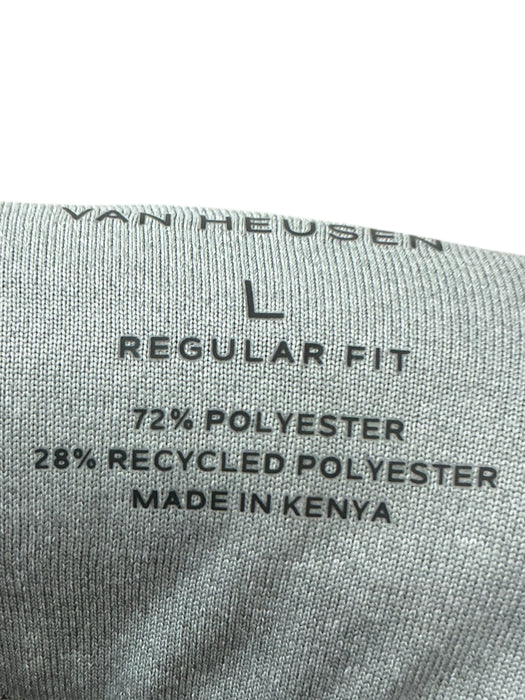 VAN HEUSEN
L
REGULAR FIT
72% POLYESTER
28% RECYCLED POLYESTER
MADE IN KENYA